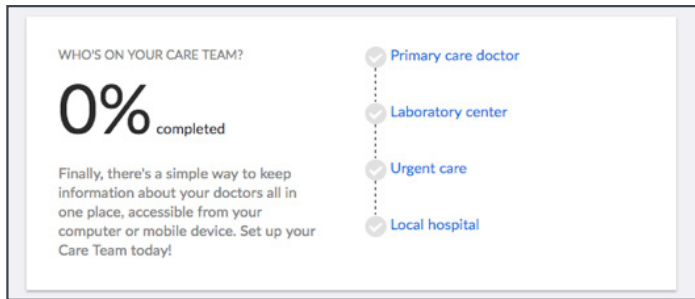 WHO'S ON YOUR CARE TEAM?
0% completed
Finally, there's a simple way to keep
information about your doctors all in
one place, accessible from your
computer or mobile device. Set up your
Care Team today!
Primary care doctor
Laboratory center
Urgent care
Local hospital